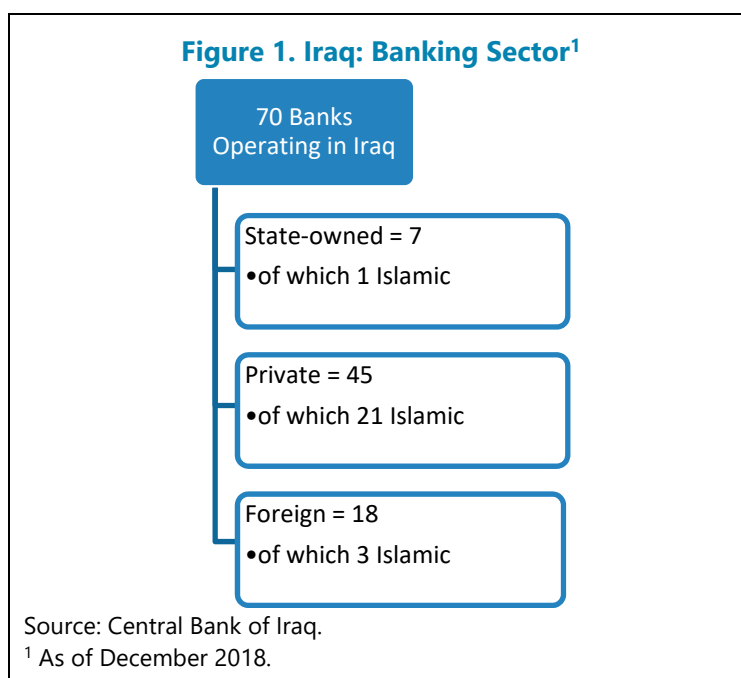 Figure 1. Iraq: Banking Sector¹
70 Banks
Operating in Iraq
State-owned = 7
•of which 1 Islamic
Private = 45
•of which 21 Islamic
Foreign = 18
•of which 3 Islamic
Source: Central Bank of Iraq.
¹ As of December 2018.